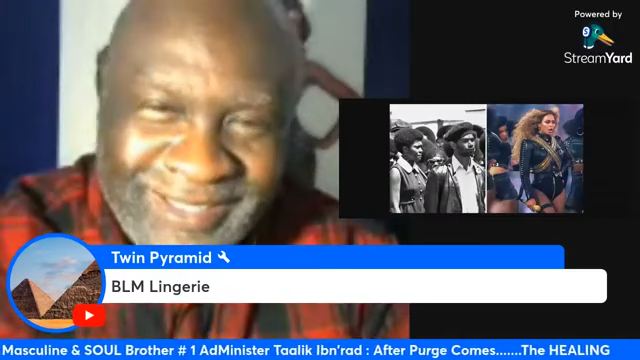 Powered by
StreamYard
Twin Pyramid
BLM Lingerie
Masculine & SOUL Brother # 1 AdMinister Taalik Ibn'rad : After Purge Comes.......The HEALING